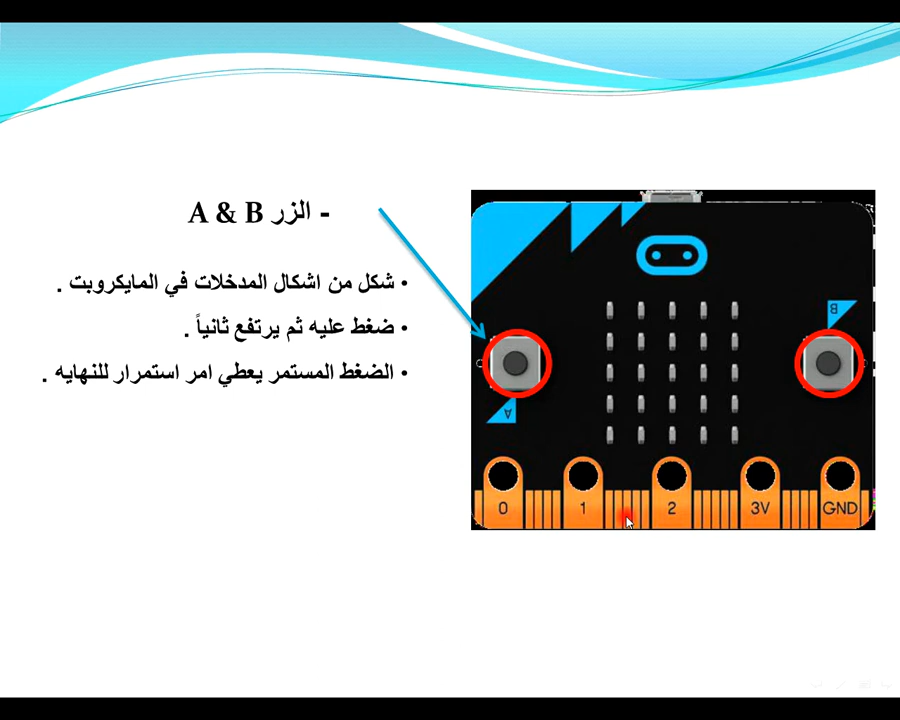 - الزر A & B
• شكل من اشكال المدخلات في المايكروبت .
• ضغط عليه ثم يرتفع ثانياً .
• الضغط المستمر يعطي امر استمرار للنهايه .
B
A
0 1 2 3V GND